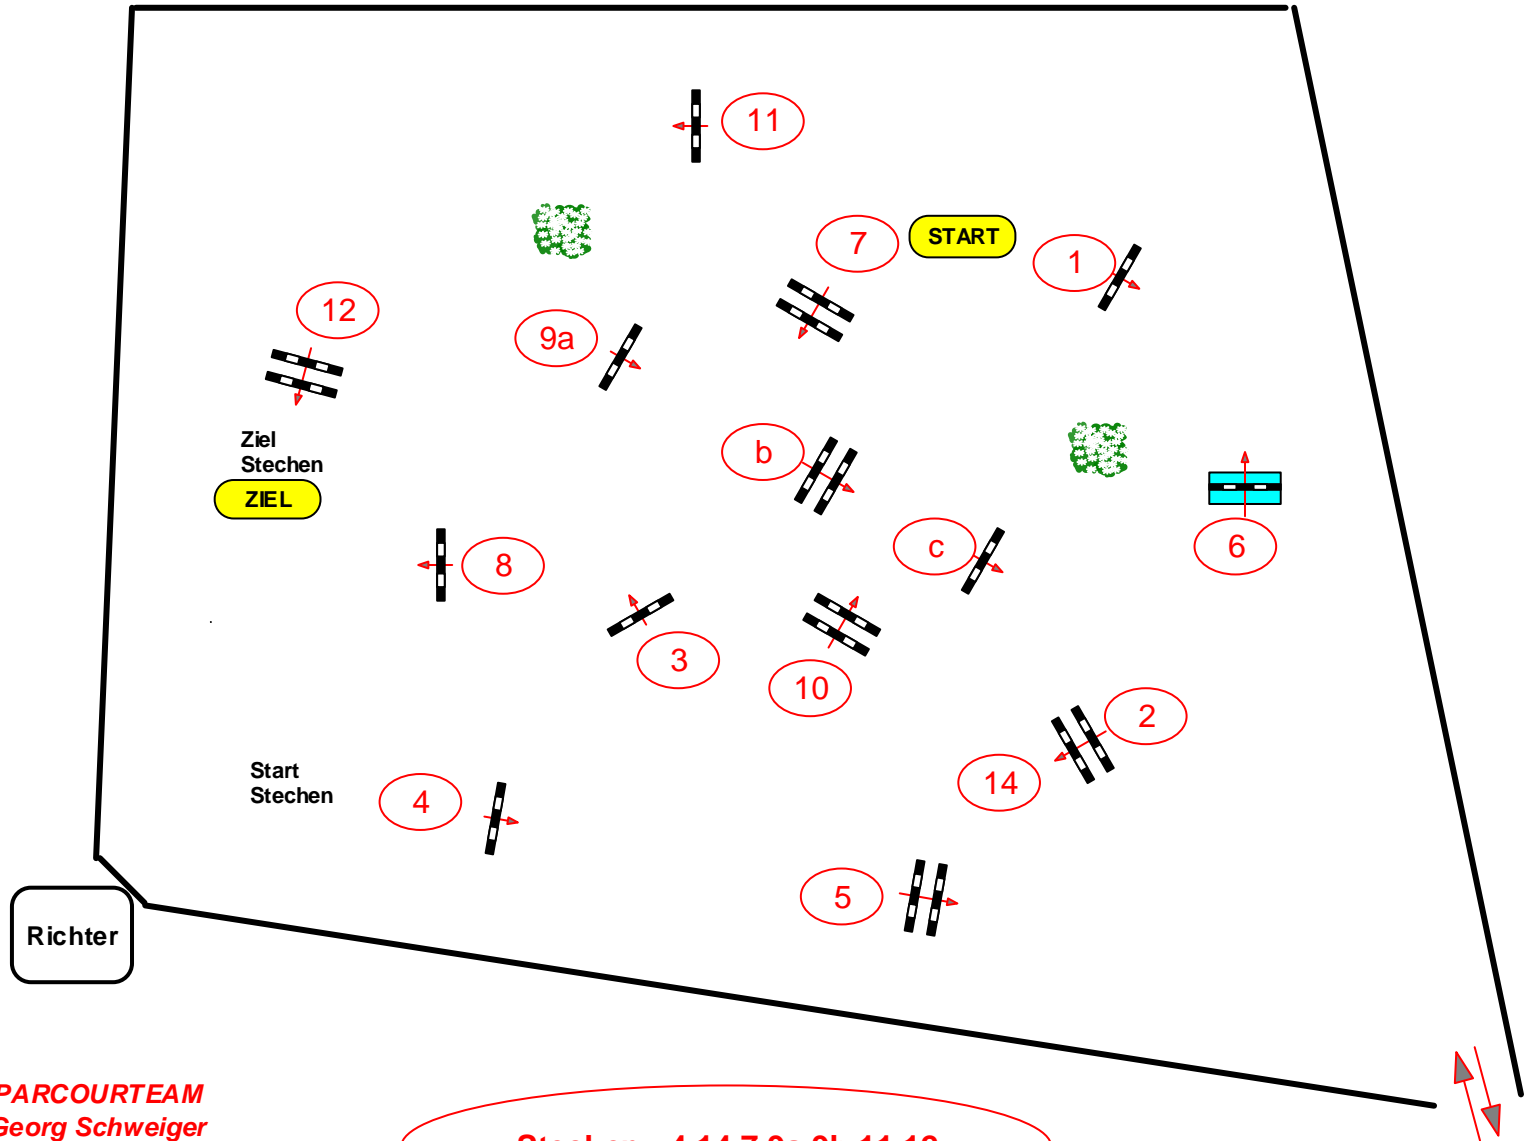 11
7
START
1
12
9a
Ziel
Stechen
b
ZIEL
c
6
8
3
10
2
14
Start
Stechen
4
5
Richter
PARCOURTEAM
Georg Schweiger